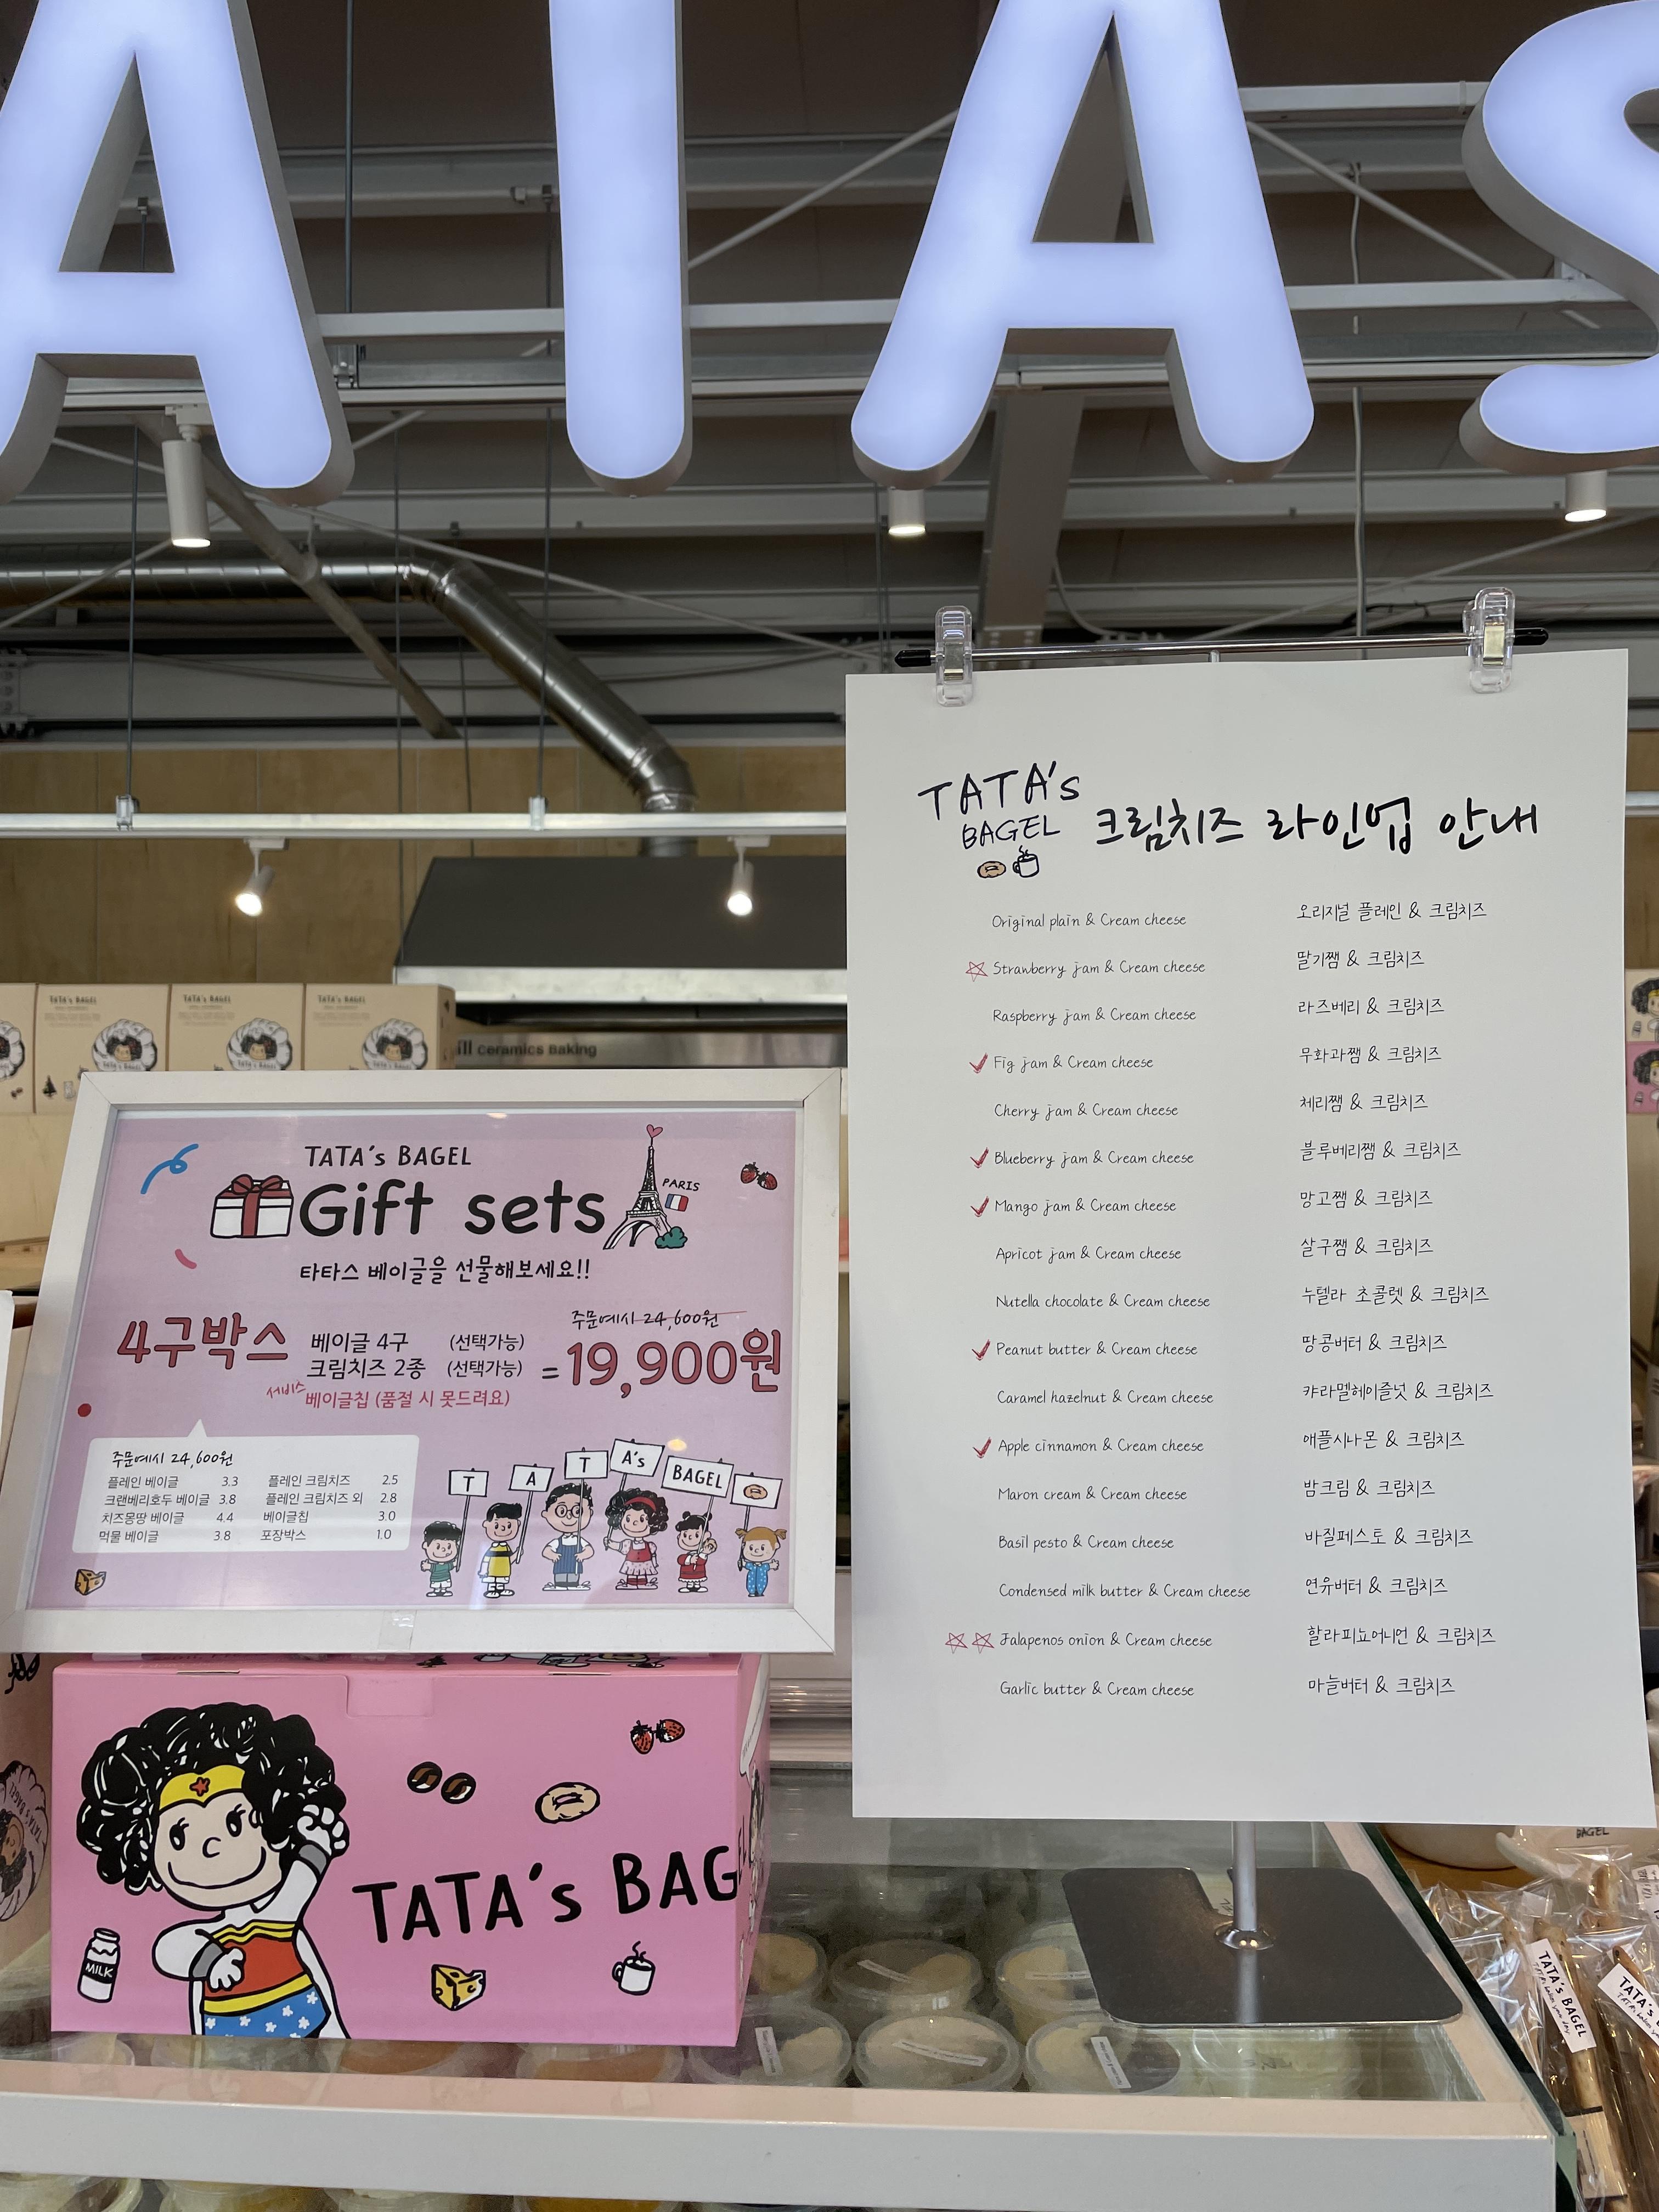 ATAS
TATA's BAGEL
TATA's BAGEL
TATA's BAGEL
ill ceramics Baking
TATA's
BAGEL
크림치즈 라인업 안내
Original plain & Cream cheese 오리지널 플레인 & 크림치즈
Strawberry jam & Cream cheese 딸기쨈 & 크림치즈
Raspberry jam & Cream cheese 라즈베리 & 크림치즈
Fig jam & Cream cheese 무화과쨈 & 크림치즈
Cherry jam & Cream cheese 체리쨈 & 크림치즈
Blueberry jam & Cream cheese 블루베리쨈 & 크림치즈
Mango jam & Cream cheese 망고쨈 & 크림치즈
Apricot jam & Cream cheese 살구쨈 & 크림치즈
Nutella chocolate & Cream cheese 누텔라 초콜렛 & 크림치즈
Peanut butter & Cream cheese 땅콩버터 & 크림치즈
Caramel hazelnut & Cream cheese 캬라멜헤이즐넛 & 크림치즈
Apple cinnamon & Cream cheese 애플시나몬 & 크림치즈
Maron cream & Cream cheese 밤크림 & 크림치즈
Basil pesto & Cream cheese 바질페스토 & 크림치즈
Condensed milk butter & Cream cheese 연유버터 & 크림치즈
Jalapenos onion & Cream cheese 할라피뇨어니언 & 크림치즈
Garlic butter & Cream cheese 마늘버터 & 크림치즈
TATA's BAGEL
Gift sets
PARIS
타타스 베이글을 선물해보세요!!
4구박스
베이글 4구 (선택가능)
크림치즈 2종 (선택가능)
서비스 베이글칩 (품절 시 못드려요)
주문예시 24,600원
= 19,900원
주문예시 24,600원
플레인 베이글 3.3 플레인 크림치즈 2.5
크랜베리호두 베이글 3.8 플레인 크림치즈 외 2.8
치즈몽땅 베이글 4.4 베이글칩 3.0
먹물 베이글 3.8 포장박스 1.0
T A T A's BAGEL
TATA's BAG
MILK
BAGEL
TATA'S BAGEL
TATA'S